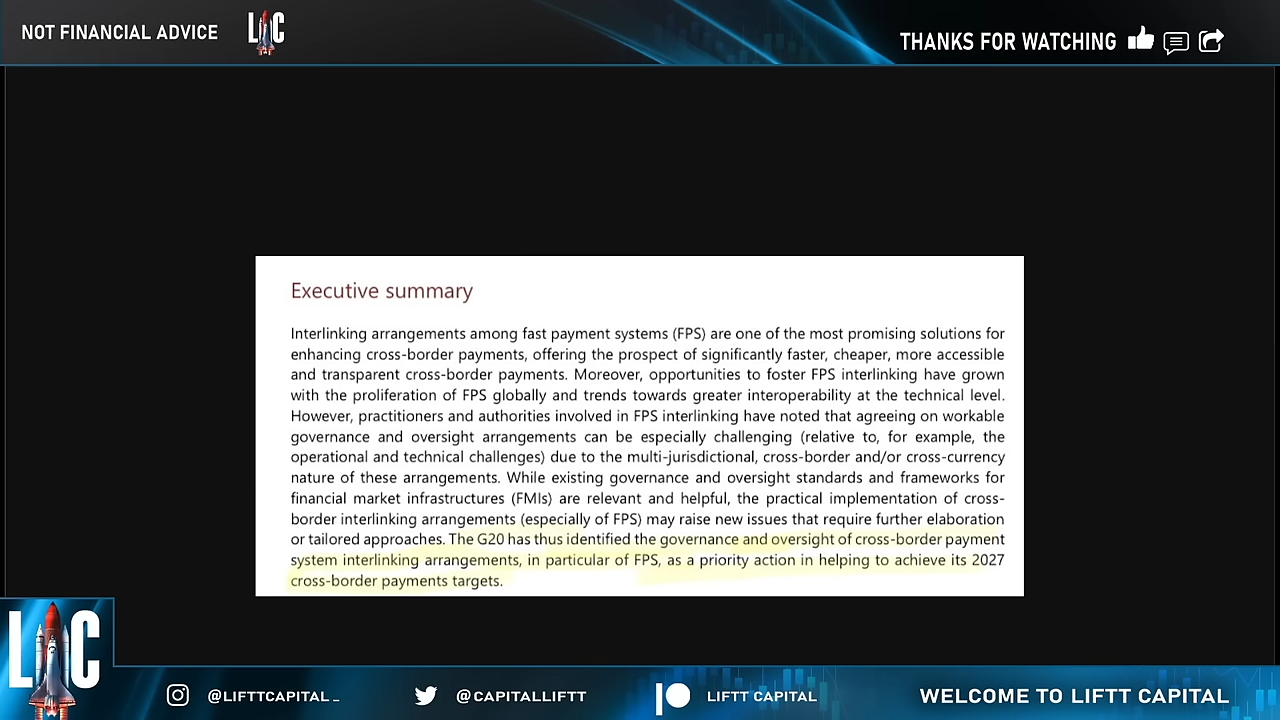 NOT FINANCIAL ADVICE
LC
THANKS FOR WATCHING
Executive summary
Interlinking arrangements among fast payment systems (FPS) are one of the most promising solutions for
enhancing cross-border payments, offering the prospect of significantly faster, cheaper, more accessible
and transparent cross-border payments. Moreover, opportunities to foster FPS interlinking have grown
with the proliferation of FPS globally and trends towards greater interoperability at the technical level.
However, practitioners and authorities involved in FPS interlinking have noted that agreeing on workable
governance and oversight arrangements can be especially challenging (relative to, for example, the
operational and technical challenges) due to the multi-jurisdictional, cross-border and/or cross-currency
nature of these arrangements. While existing governance and oversight standards and frameworks for
financial market infrastructures (FMIs) are relevant and helpful, the practical implementation of cross-
border interlinking arrangements (especially of FPS) may raise new issues that require further elaboration
or tailored approaches. The G20 has thus identified the governance and oversight of cross-border payment
system interlinking arrangements, in particular of FPS, as a priority action in helping to achieve its 2027
cross-border payments targets.
LC
@LIFTTCAPITAL_
@CAPITALLIFTT
LIFTT CAPITAL
WELCOME TO LIFTT CAPITAL